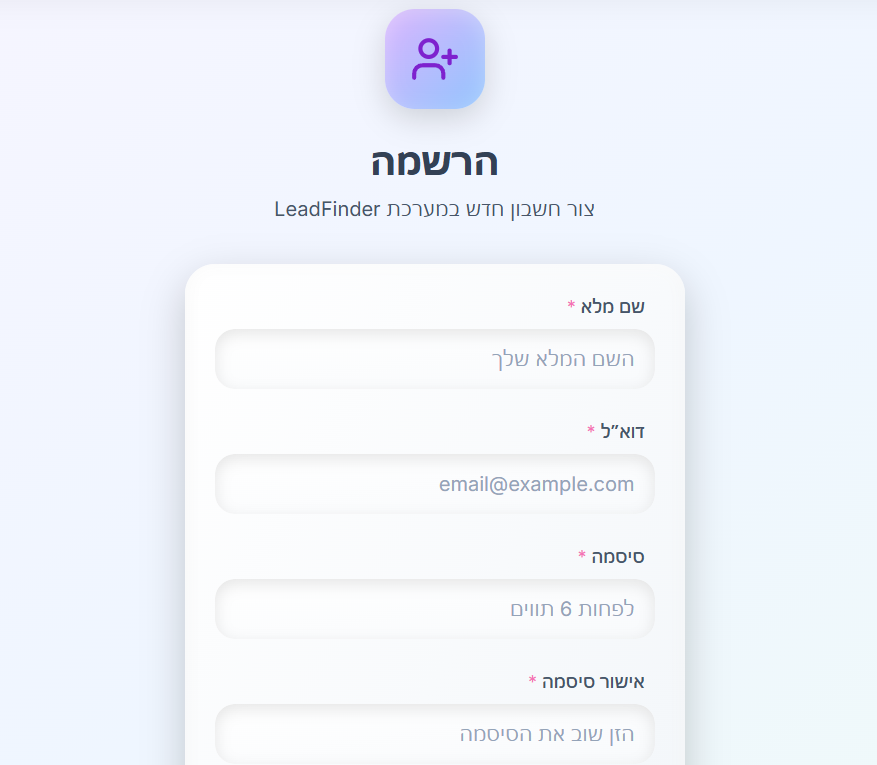 הרשמה
צור חשבון חדש במערכת LeadFinder
שם מלא *
השם המלא שלך
דוא״ל *
email@example.com
סיסמה *
לפחות 6 תווים
אישור סיסמה *
הזן שוב את הסיסמה